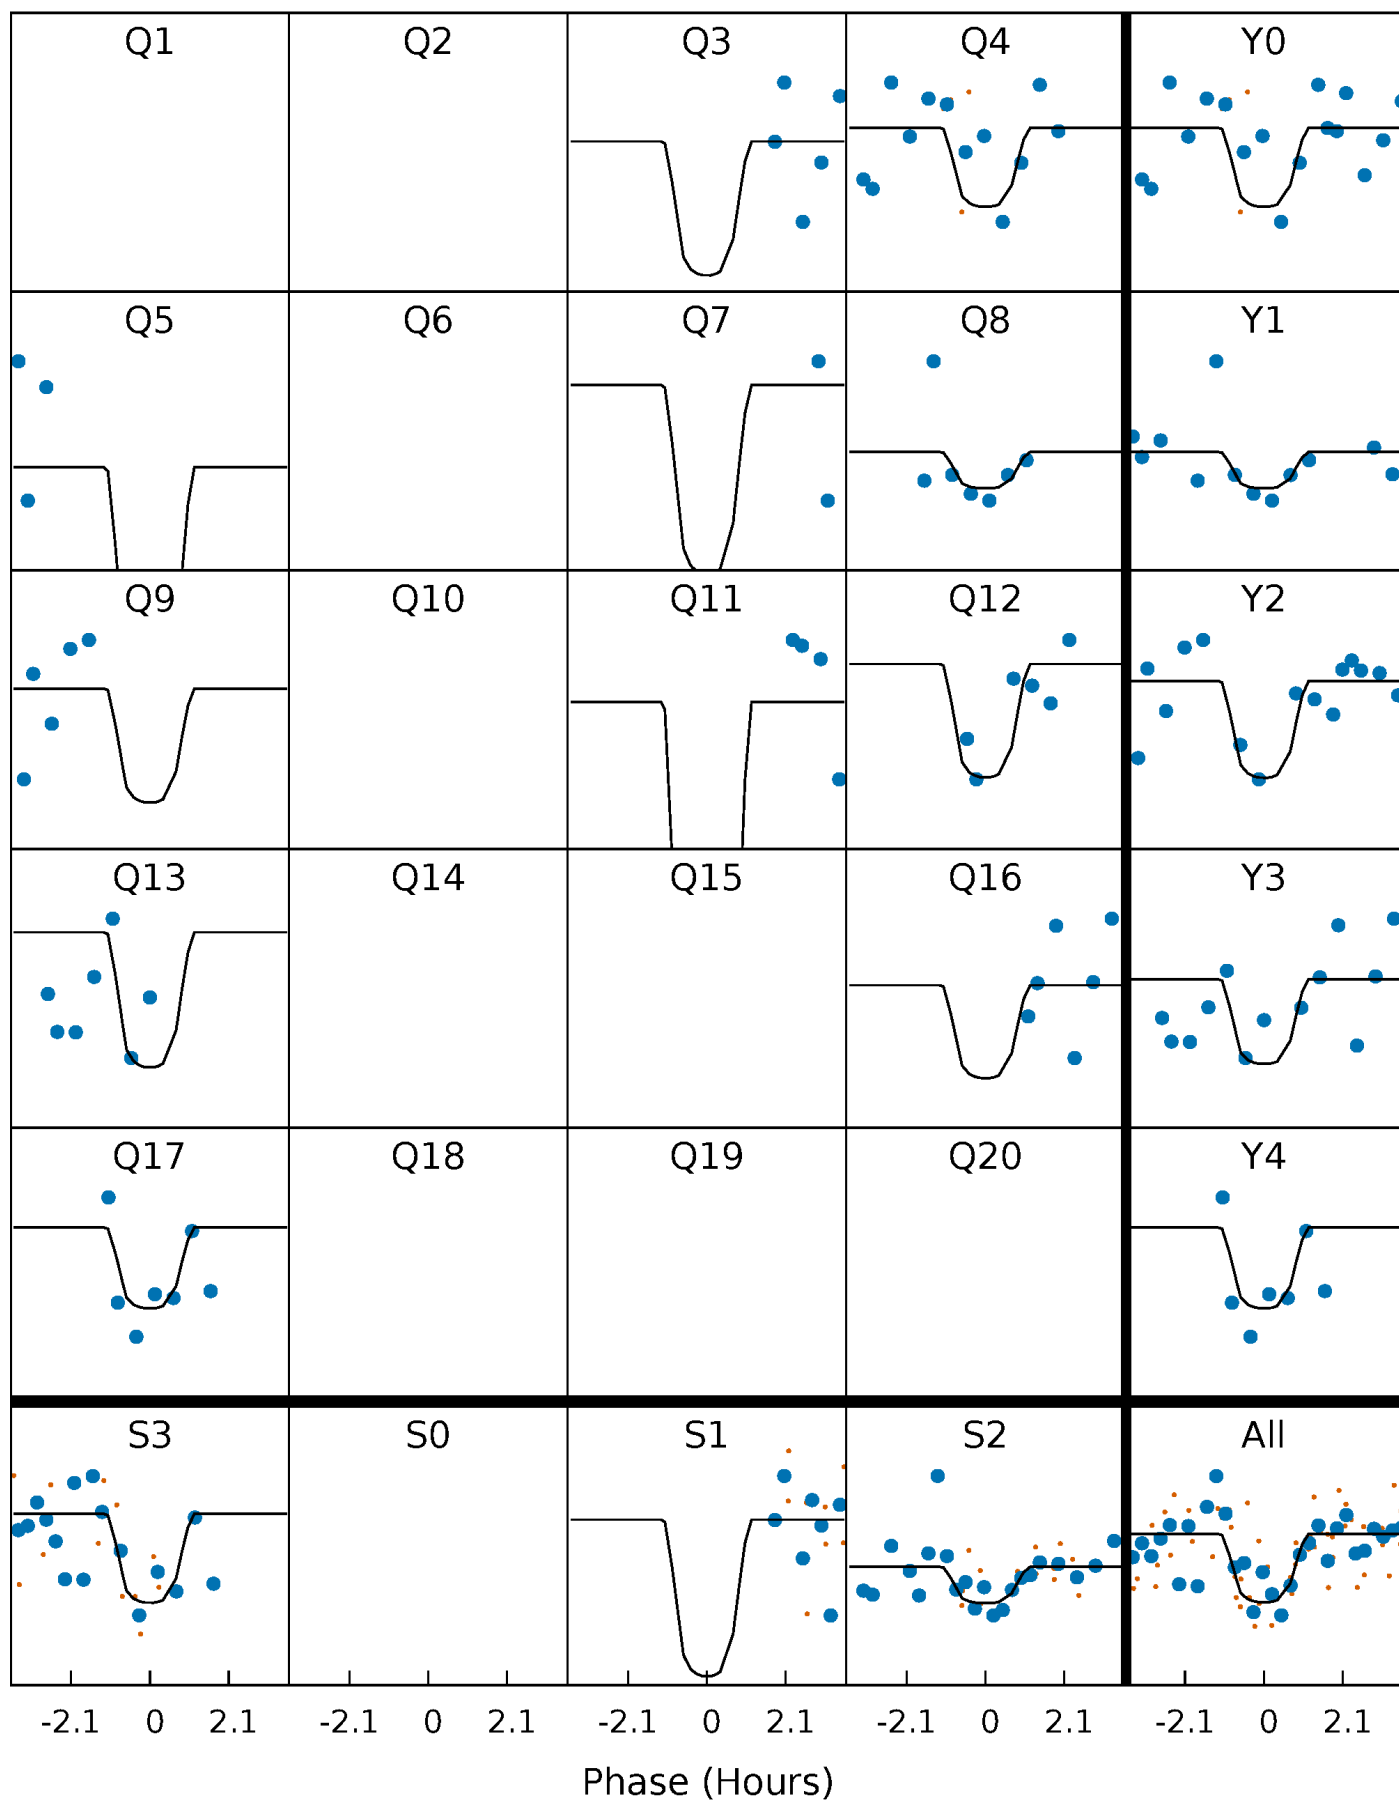 Q1 Q2 Q3 Q4 Y0
Q5 Q6 Q7 Q8 Y1
Q9 Q10 Q11 Q12 Y2
Q13 Q14 Q15 Q16 Y3
Q17 Q18 Q19 Q20 Y4
S3 S0 S1 S2 All
-2.1 0 2.1 -2.1 0 2.1 -2.1 0 2.1 -2.1 0 2.1 -2.1 0 2.1
Phase (Hours)